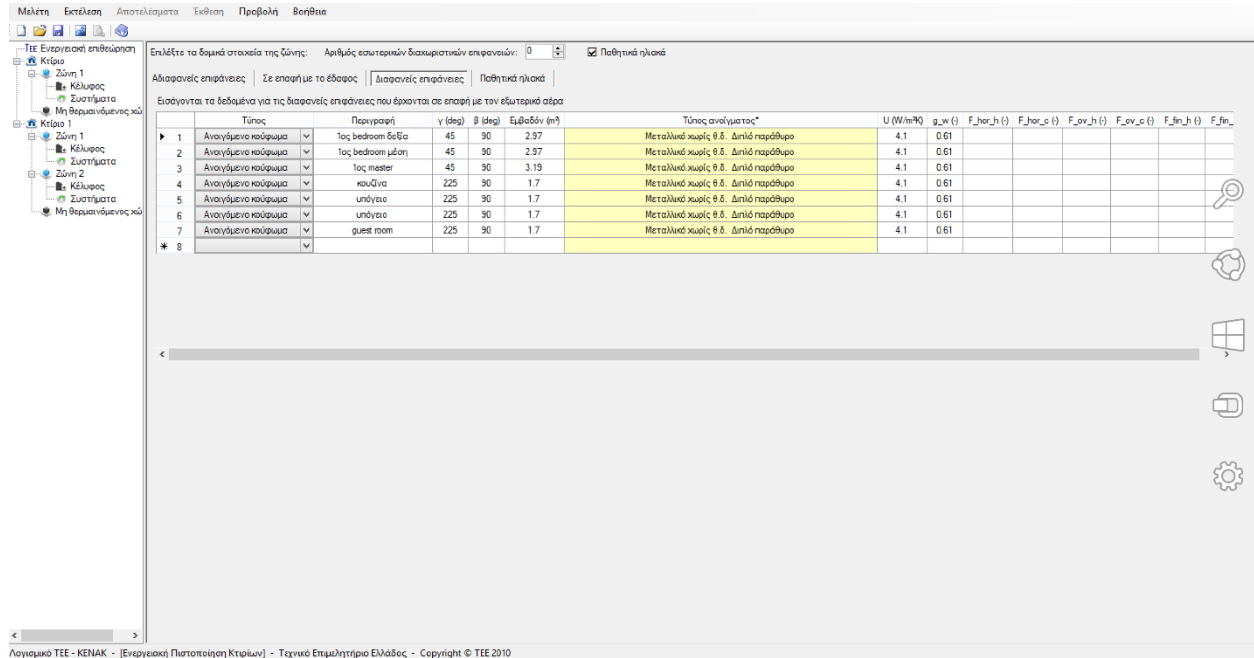 Μελέτη Εκτέλεση Αποτελέσματα Έκθεση Προβολή Βοήθεια
TEE Ενεργειακή επιθεώρηση
Κτίριο
Ζώνη 1
Κέλυφος
Συστήματα
Μη θερμαινόμενος χώ
Κτίριο 1
Ζώνη 1
Κέλυφος
Συστήματα
Ζώνη 2
Κέλυφος
Συστήματα
Μη θερμαινόμενος χώ
Επιλέξτε τα δομικά στοιχεία της ζώνης: Αριθμός εσωτερικών διαχωριστικών επιφανειών: 0 Παθητικά ηλιακά
Αδιαφανείς επιφάνειες Σε επαφή με το έδαφος Διαφανείς επιφάνειες Παθητικά ηλιακά
Εισάγονται τα δεδομένα για τις διαφανείς επιφάνειες που έρχονται σε επαφή με τον εξωτερικό αέρα
Τύπος Περιγραφή γ (deg) β (deg) Εμβαδόν (m²) Τύπος ανοίγματος* U (W/m²K) g_w (-) F_hor_h (-) F_hor_c (-) F_ov_h (-) F_ov_c (-) F_fin_h (-) F_fin_
1 Ανοιγόμενο κούφωμα 1ος bedroom δεξία 45 90 2.97 Μεταλλικό χωρίς θ.δ. Διπλό παράθυρο 4.1 0.61
2 Ανοιγόμενο κούφωμα 1ος bedroom μέση 45 90 2.97 Μεταλλικό χωρίς θ.δ. Διπλό παράθυρο 4.1 0.61
3 Ανοιγόμενο κούφωμα 1ος master 45 90 3.19 Μεταλλικό χωρίς θ.δ. Διπλό παράθυρο 4.1 0.61
4 Ανοιγόμενο κούφωμα κουζίνα 225 90 1.7 Μεταλλικό χωρίς θ.δ. Διπλό παράθυρο 4.1 0.61
5 Ανοιγόμενο κούφωμα υπόγειο 225 90 1.7 Μεταλλικό χωρίς θ.δ. Διπλό παράθυρο 4.1 0.61
6 Ανοιγόμενο κούφωμα υπόγειο 225 90 1.7 Μεταλλικό χωρίς θ.δ. Διπλό παράθυρο 4.1 0.61
7 Ανοιγόμενο κούφωμα guest room 225 90 1.7 Μεταλλικό χωρίς θ.δ. Διπλό παράθυρο 4.1 0.61
* 8
Λογισμικό ΤΕΕ - ΚΕΝΑΚ - [Ενεργειακή Πιστοποίηση Κτιρίων] - Τεχνικό Επιμελητήριο Ελλάδος - Copyright © ΤΕΕ 2010